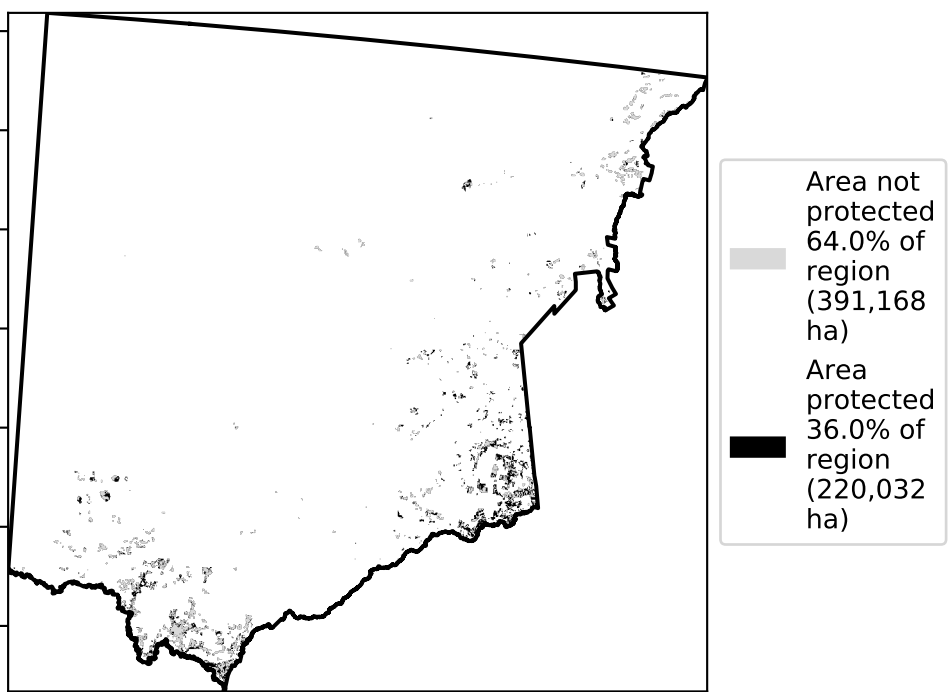 Area not
protected
64.0% of
region
(391,168
ha)
Area
protected
36.0% of
region
(220,032
ha)